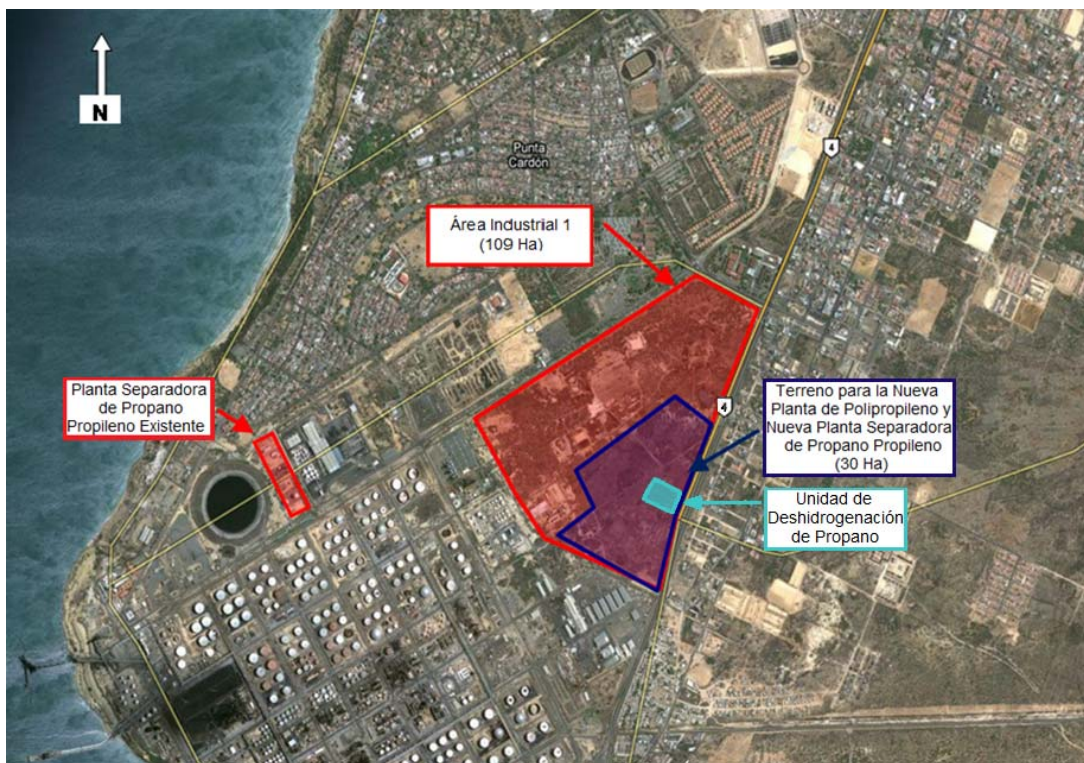 N
Punta
Cardón
4
Área Industrial 1
(109 Ha)
Planta Separadora
de Propano
Propileno Existente
4
Terreno para la Nueva
Planta de Polipropileno y
Nueva Planta Separadora
de Propano Propileno
(30 Ha)
Unidad de
Deshidrogenación
de Propano